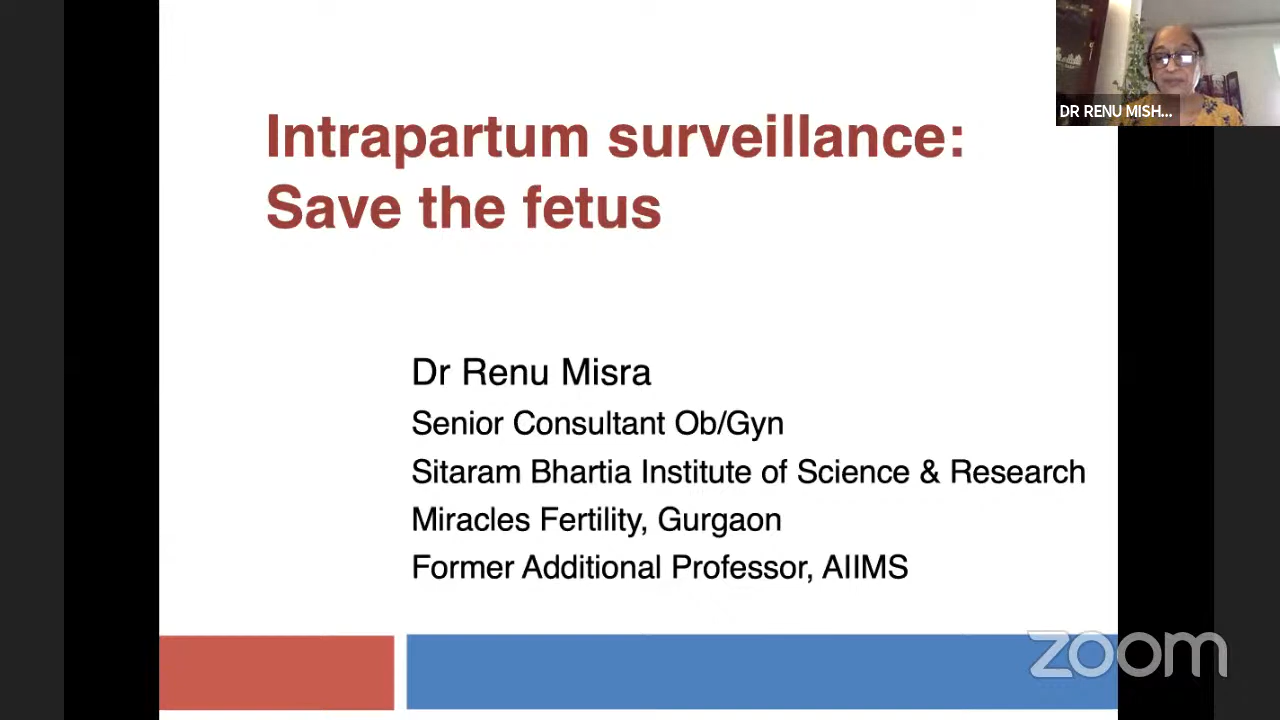 Intrapartum surveillance:
Save the fetus
DR RENU MISH...
Dr Renu Misra
Senior Consultant Ob/Gyn
Sitaram Bhartia Institute of Science & Research
Miracles Fertility, Gurgaon
Former Additional Professor, AIIMS
zoom